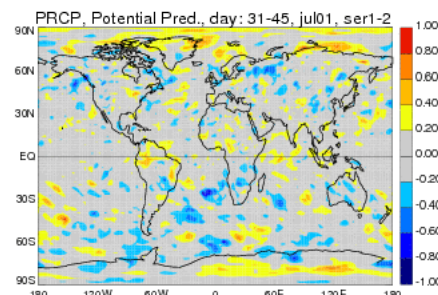 PRCP, Potential Pred., day: 31-45, jul01, ser1-2
90N
60N
30N
EQ
30S
60S
90S
180 120W 60W 0 60E 120E 180
1.00
0.80
0.60
0.40
0.20
0.00
-0.20
-0.40
-0.60
-0.80
-1.00